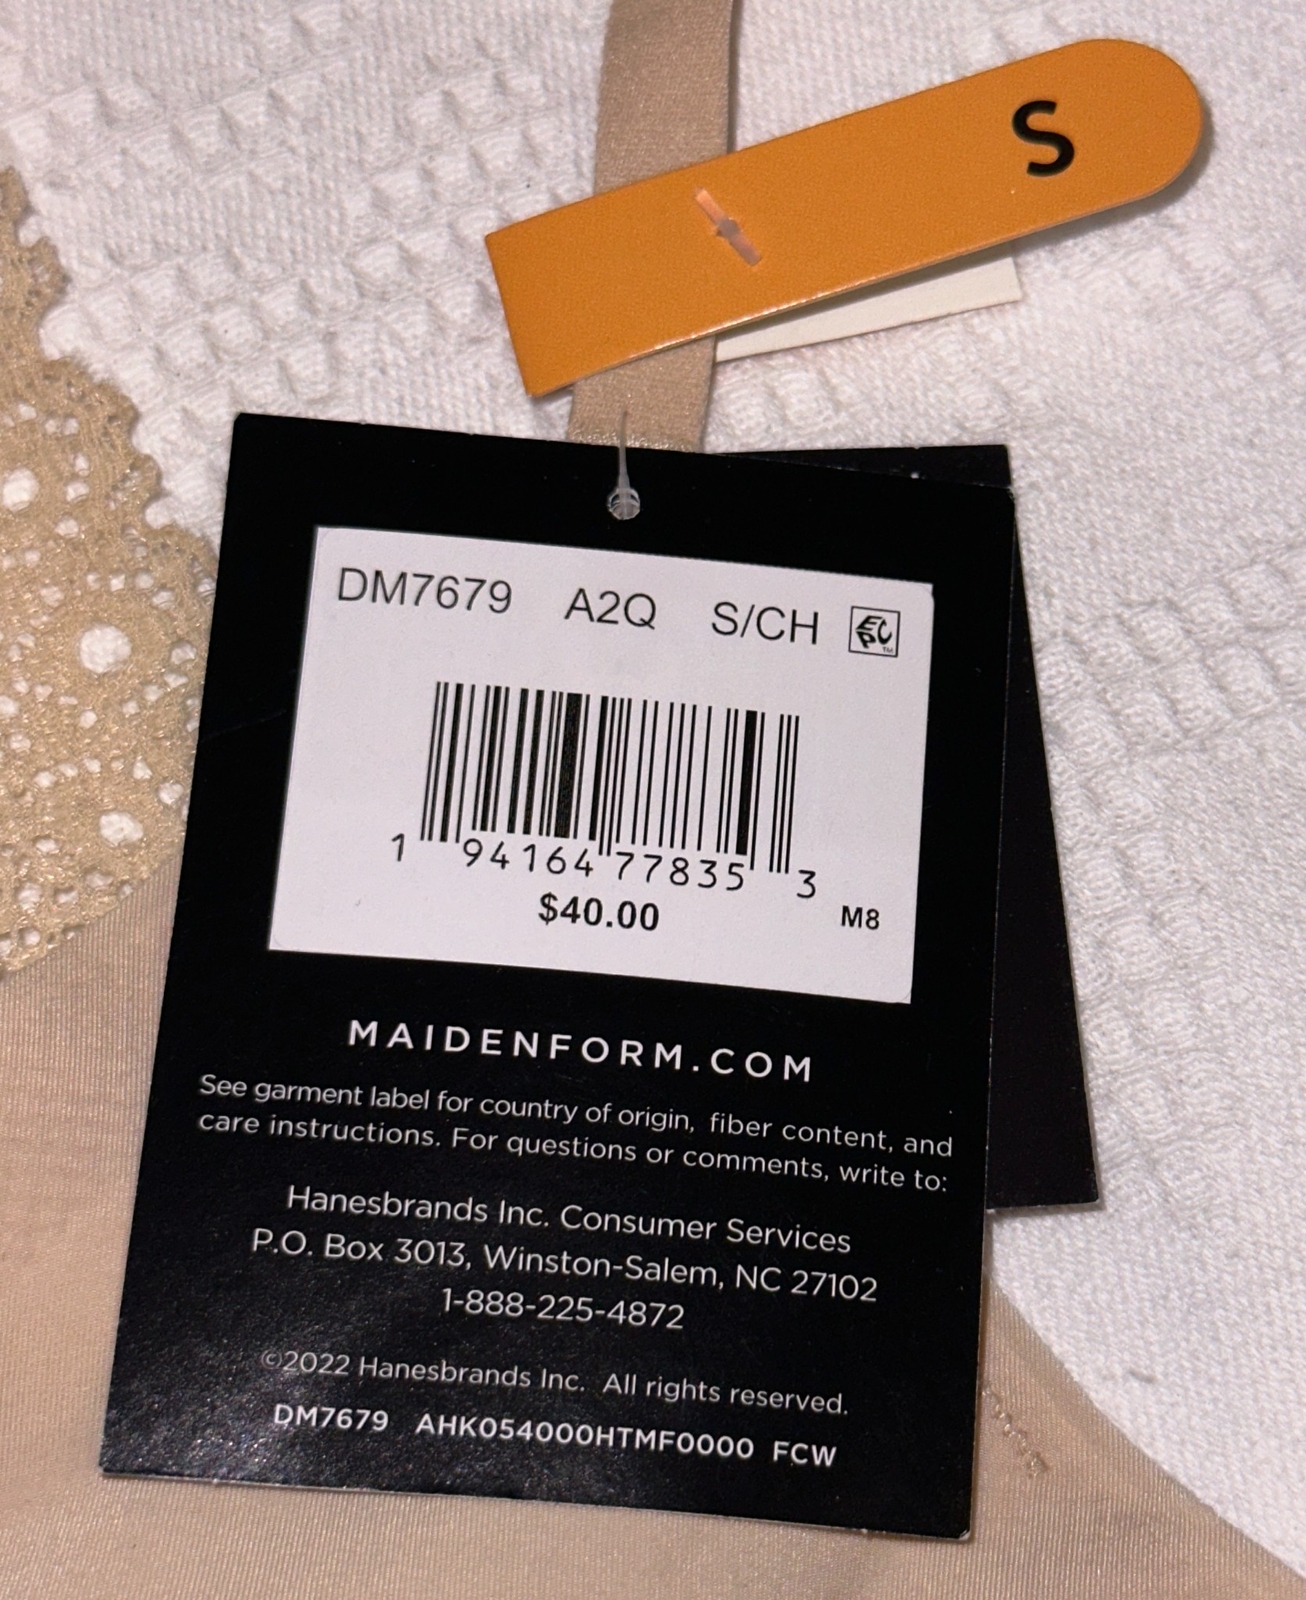 S
DM7679 A2Q S/CH EPC TM
1 94164 77835 3
$40.00 M8
MAIDENFORM.COM
See garment label for country of origin, fiber content, and
care instructions. For questions or comments, write to:
Hanesbrands Inc. Consumer Services
P.O. Box 3013, Winston-Salem, NC 27102
1-888-225-4872
©2022 Hanesbrands Inc. All rights reserved.
DM7679 AHK054000HTMF0000 FCW